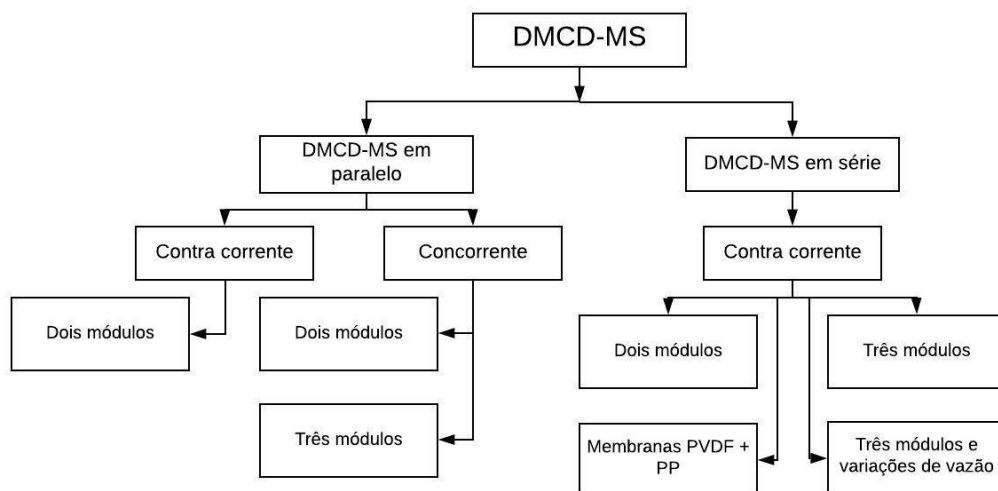 DMCD-MS
DMCD-MS em
paralelo
DMCD-MS em série
Contra corrente
Concorrente
Contra corrente
Dois módulos
Dois módulos
Dois módulos
Três módulos
Três módulos
Membranas PVDF +
PP
Três módulos e
variações de vazão